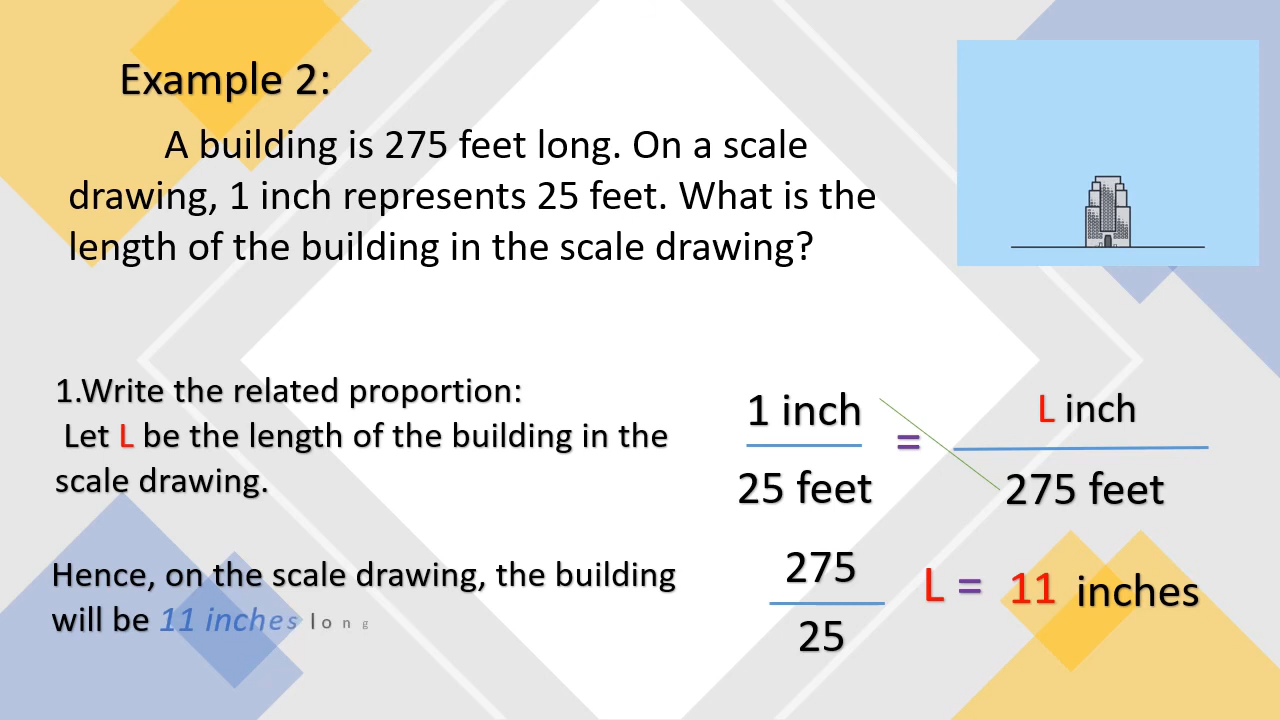 Example 2:
A building is 275 feet long. On a scale
drawing, 1 inch represents 25 feet. What is the
length of the building in the scale drawing?
1.Write the related proportion:
Let L be the length of the building in the
scale drawing.
1 inch
25 feet
=
L inch
275 feet
Hence, on the scale drawing, the building
will be 11 inches long
275
25
L = 11 inches